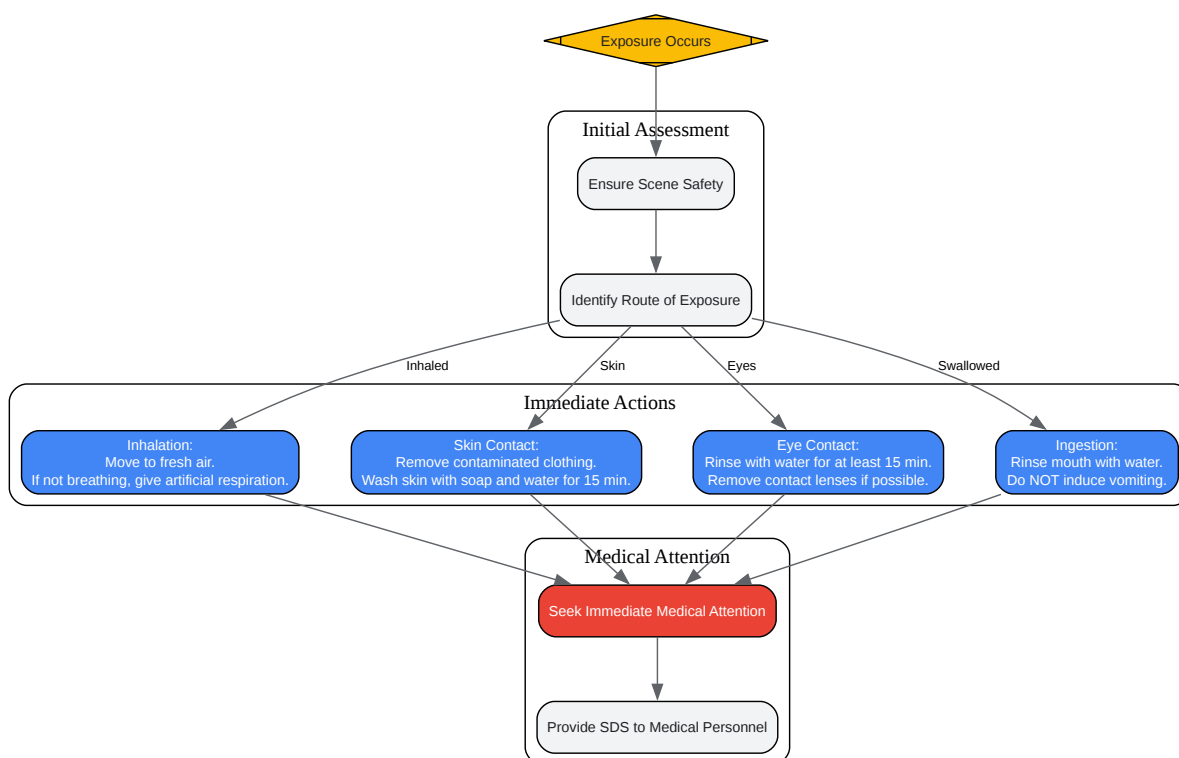 Exposure Occurs
Initial Assessment
Ensure Scene Safety
Identify Route of Exposure
Inhaled
Skin
Eyes
Swallowed
Immediate Actions
Inhalation:
Move to fresh air.
If not breathing, give artificial respiration.
Skin Contact:
Remove contaminated clothing.
Wash skin with soap and water for 15 min.
Eye Contact:
Rinse with water for at least 15 min.
Remove contact lenses if possible.
Ingestion:
Rinse mouth with water.
Do NOT induce vomiting.
Medical Attention
Seek Immediate Medical Attention
Provide SDS to Medical Personnel